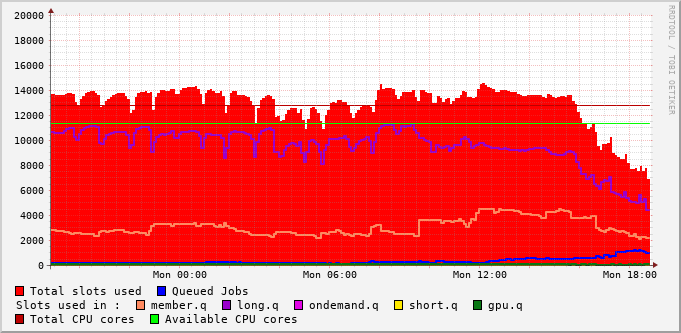 RRDTOOL / TOBI OETIKER
20000
18000
16000
14000
12000
10000
8000
6000
4000
2000
0
Mon 00:00 Mon 06:00 Mon 12:00 Mon 18:00
Total slots used Queued Jobs
Slots used in : member.q long.q ondemand.q short.q gpu.q
Total CPU cores Available CPU cores